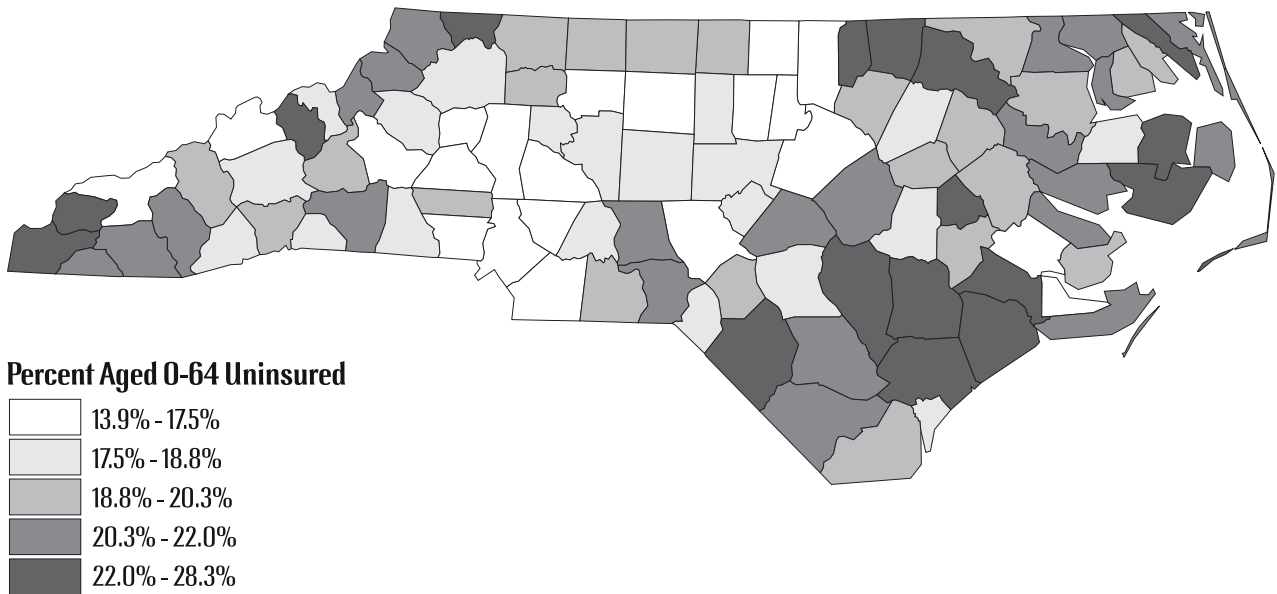 Percent Aged 0-64 Uninsured
13.9% - 17.5%
17.5% - 18.8%
18.8% - 20.3%
20.3% - 22.0%
22.0% - 28.3%